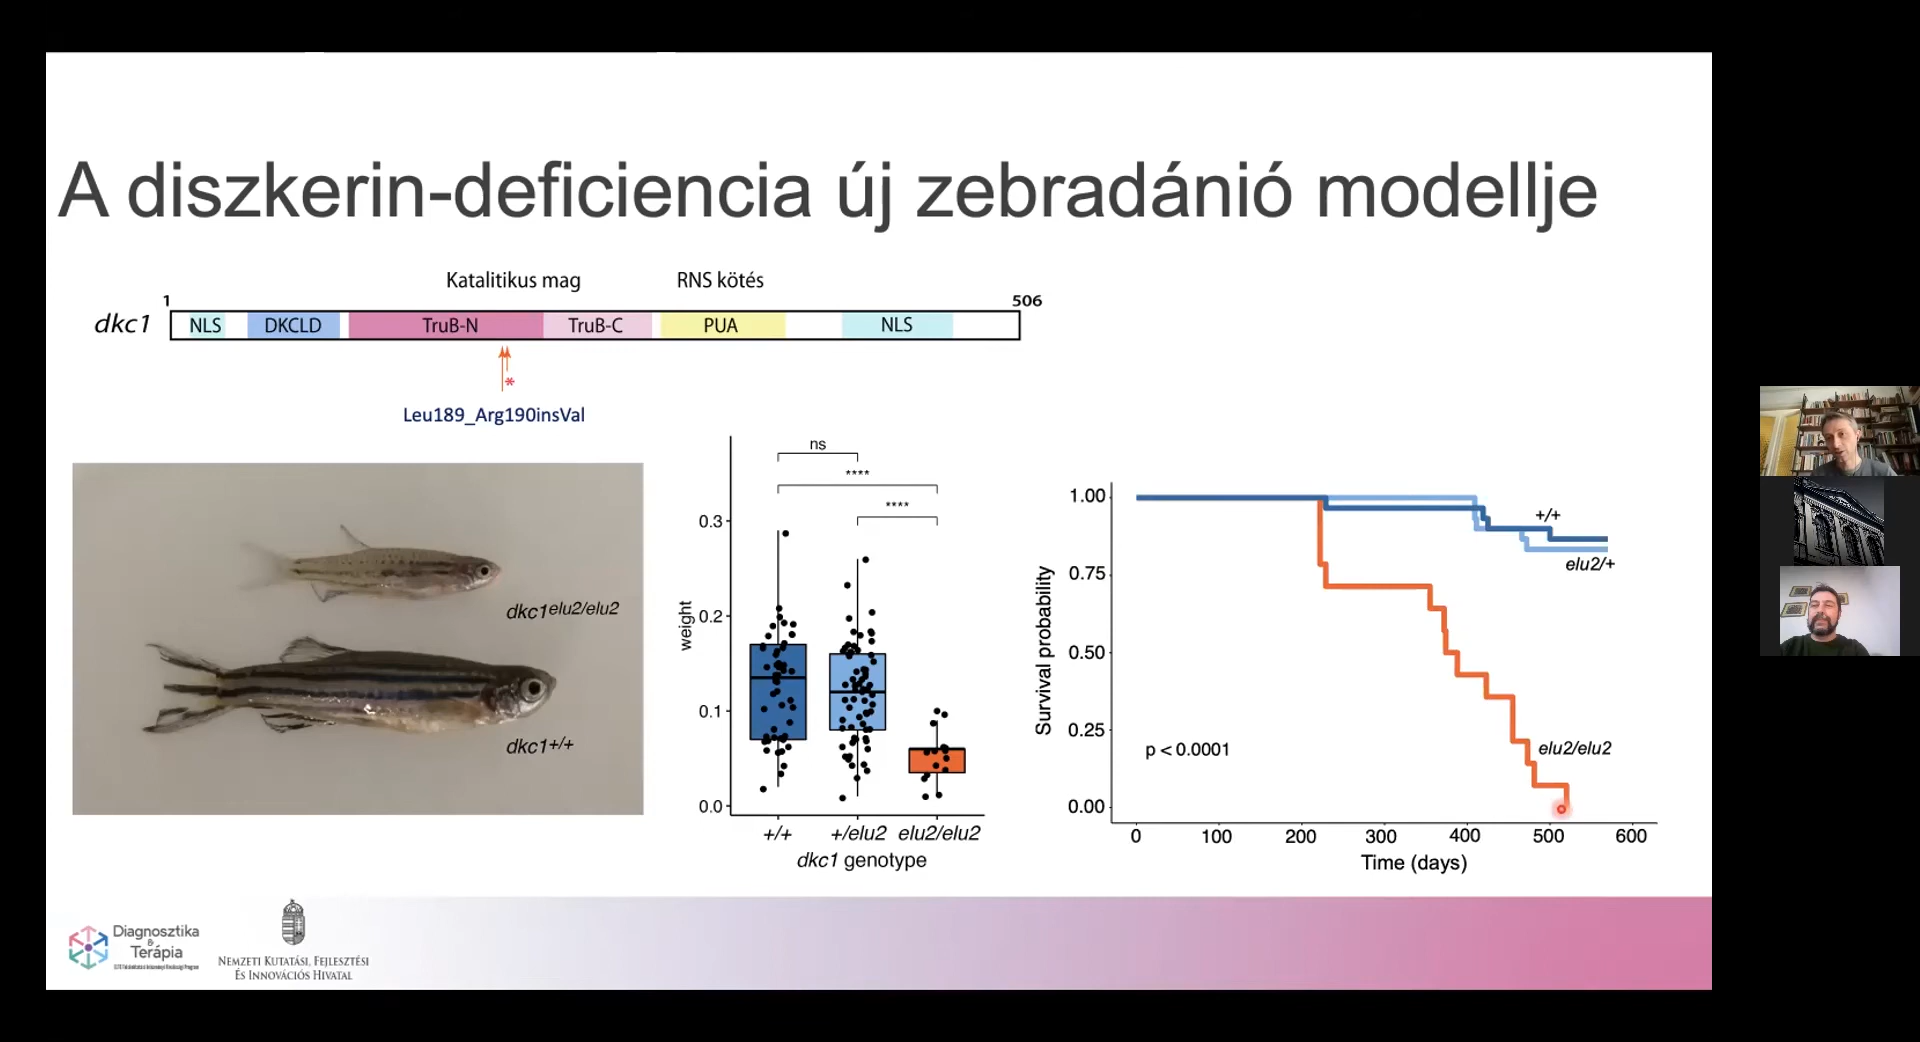 A diszkerin-deficiencia új zebradánió modellje
Katalitikus mag
RNS kötés
1
506
dkc1
NLS
DKCLD
TruB-N
TruB-C
PUA
NLS
*
Leu189_Arg190insVal
dkc1elu2/elu2
dkc1+/+
ns
****
****
0.3
0.2
0.1
0.0
weight
+/+
+/elu2
elu2/elu2
dkc1 genotype
1.00
0.75
0.50
0.25
0.00
Survival probability
+/+
elu2/+
elu2/elu2
p < 0.0001
0
100
200
300
400
500
600
Time (days)
Diagnosztika
&
Terápia
NEMZETI KUTATÁSI, FEJLESZTÉSI
ÉS INNOVÁCIÓS HIVATAL